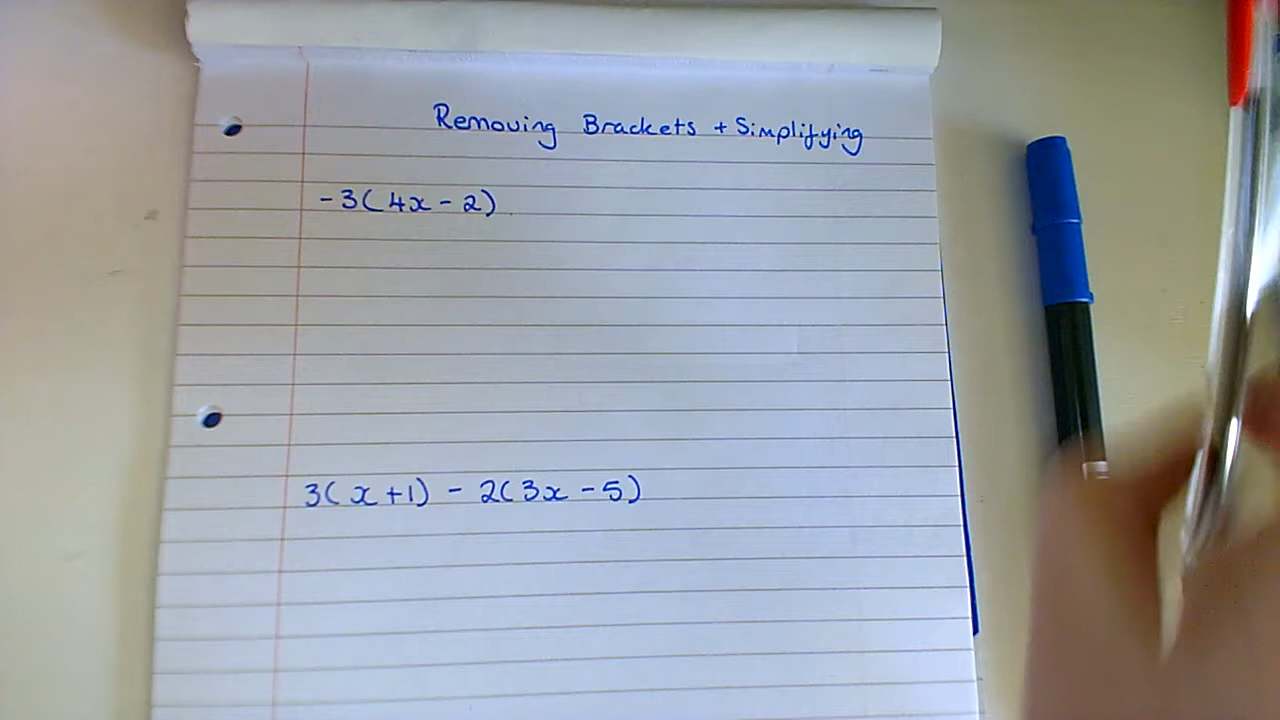 Removing Brackets + Simplifying
-3(4x - 2)
3(x+1) - 2(3x - 5)